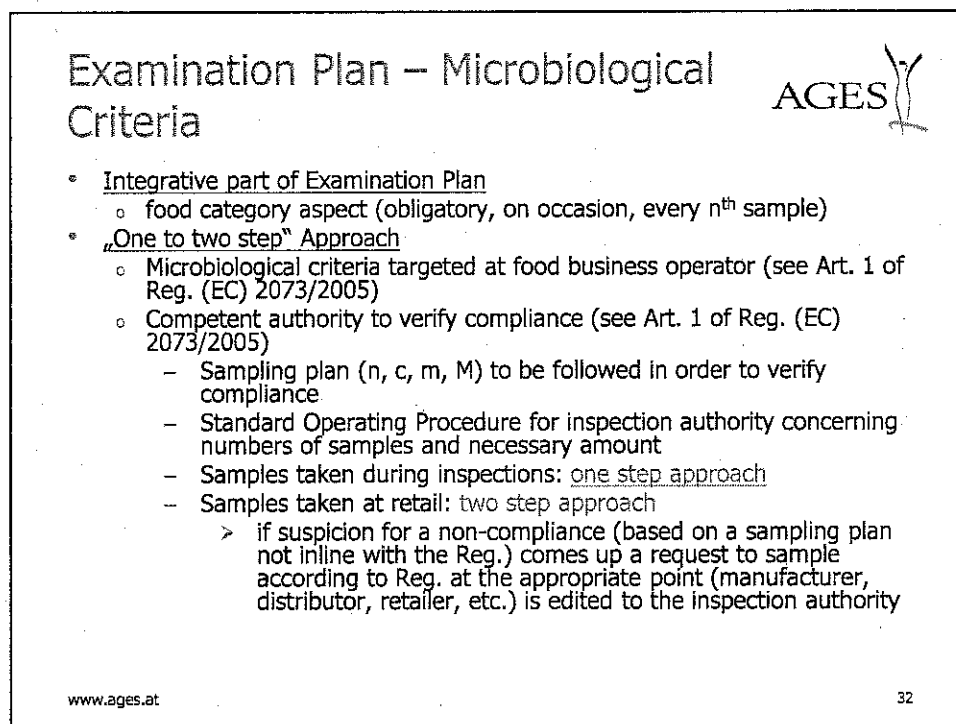 Examination Plan – Microbiological
Criteria
AGES
• Integrative part of Examination Plan
o food category aspect (obligatory, on occasion, every nth sample)
• „One to two step“ Approach
o Microbiological criteria targeted at food business operator (see Art. 1 of
Reg. (EC) 2073/2005)
o Competent authority to verify compliance (see Art. 1 of Reg. (EC)
2073/2005)
– Sampling plan (n, c, m, M) to be followed in order to verify
compliance
– Standard Operating Procedure for inspection authority concerning
numbers of samples and necessary amount
– Samples taken during inspections: one step approach
– Samples taken at retail: two step approach
> if suspicion for a non-compliance (based on a sampling plan
not inline with the Reg.) comes up a request to sample
according to Reg. at the appropriate point (manufacturer,
distributor, retailer, etc.) is edited to the inspection authority
www.ages.at
32